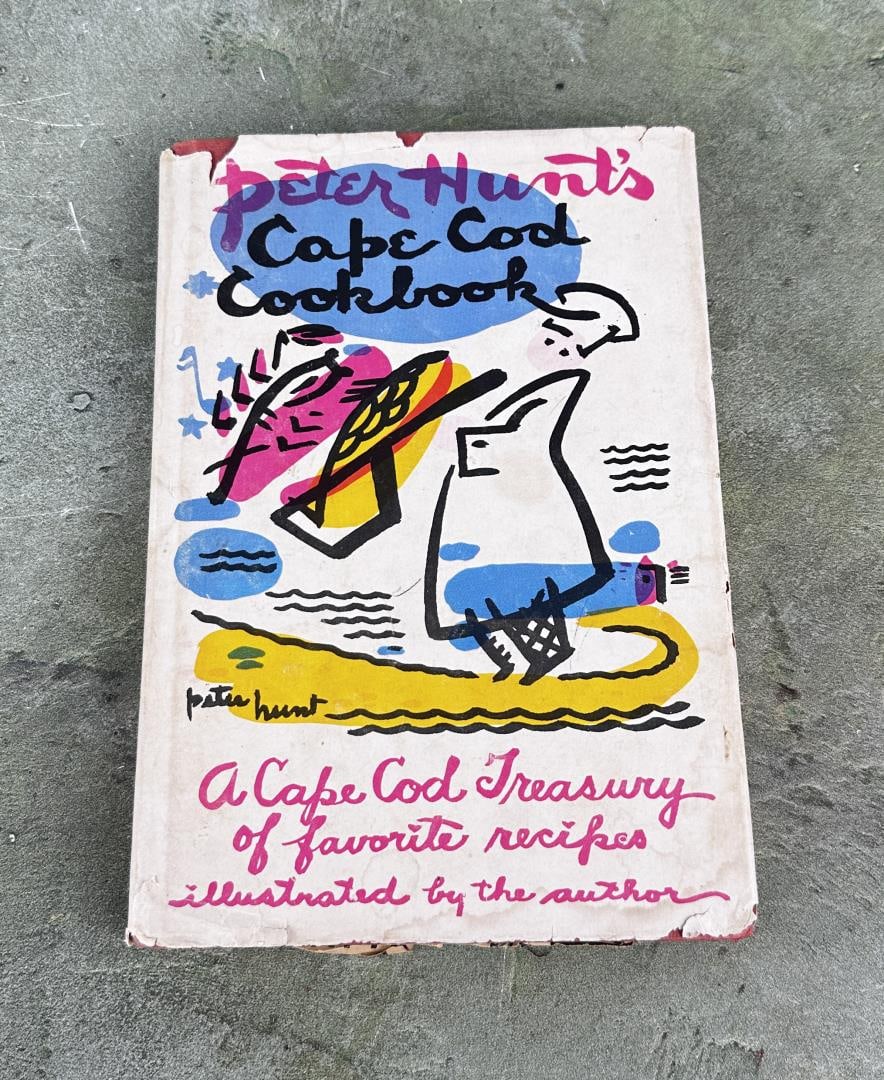 Peter Hunt's
Cape Cod
Cookbook
peter hunt
A Cape Cod Treasury
of favorite recipes
illustrated by the author